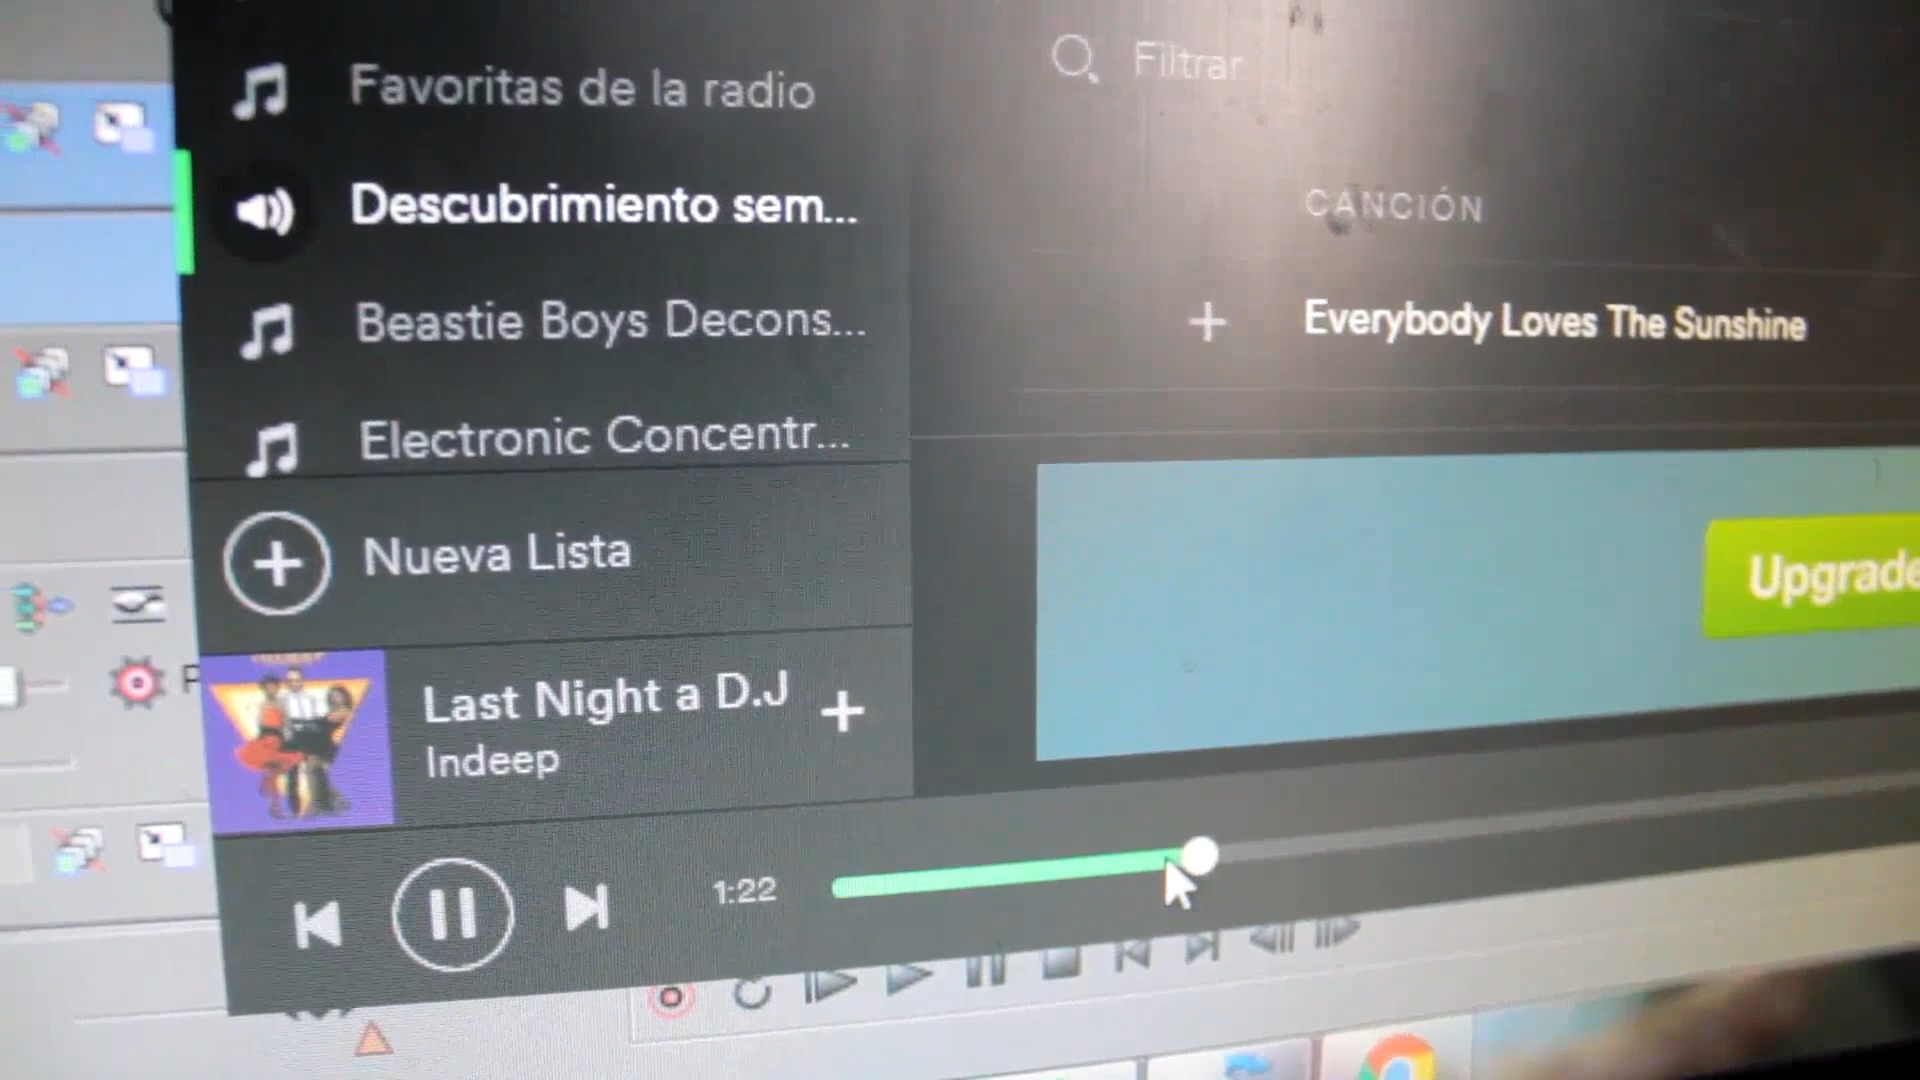 Favoritas de la radio
Descubrimiento sem...
Beastie Boys Decons...
Electronic Concentr...
Nueva Lista
Last Night a D.J
Indeep
1:22
Filtrar
CANCIÓN
Everybody Loves The Sunshine
Upgrade